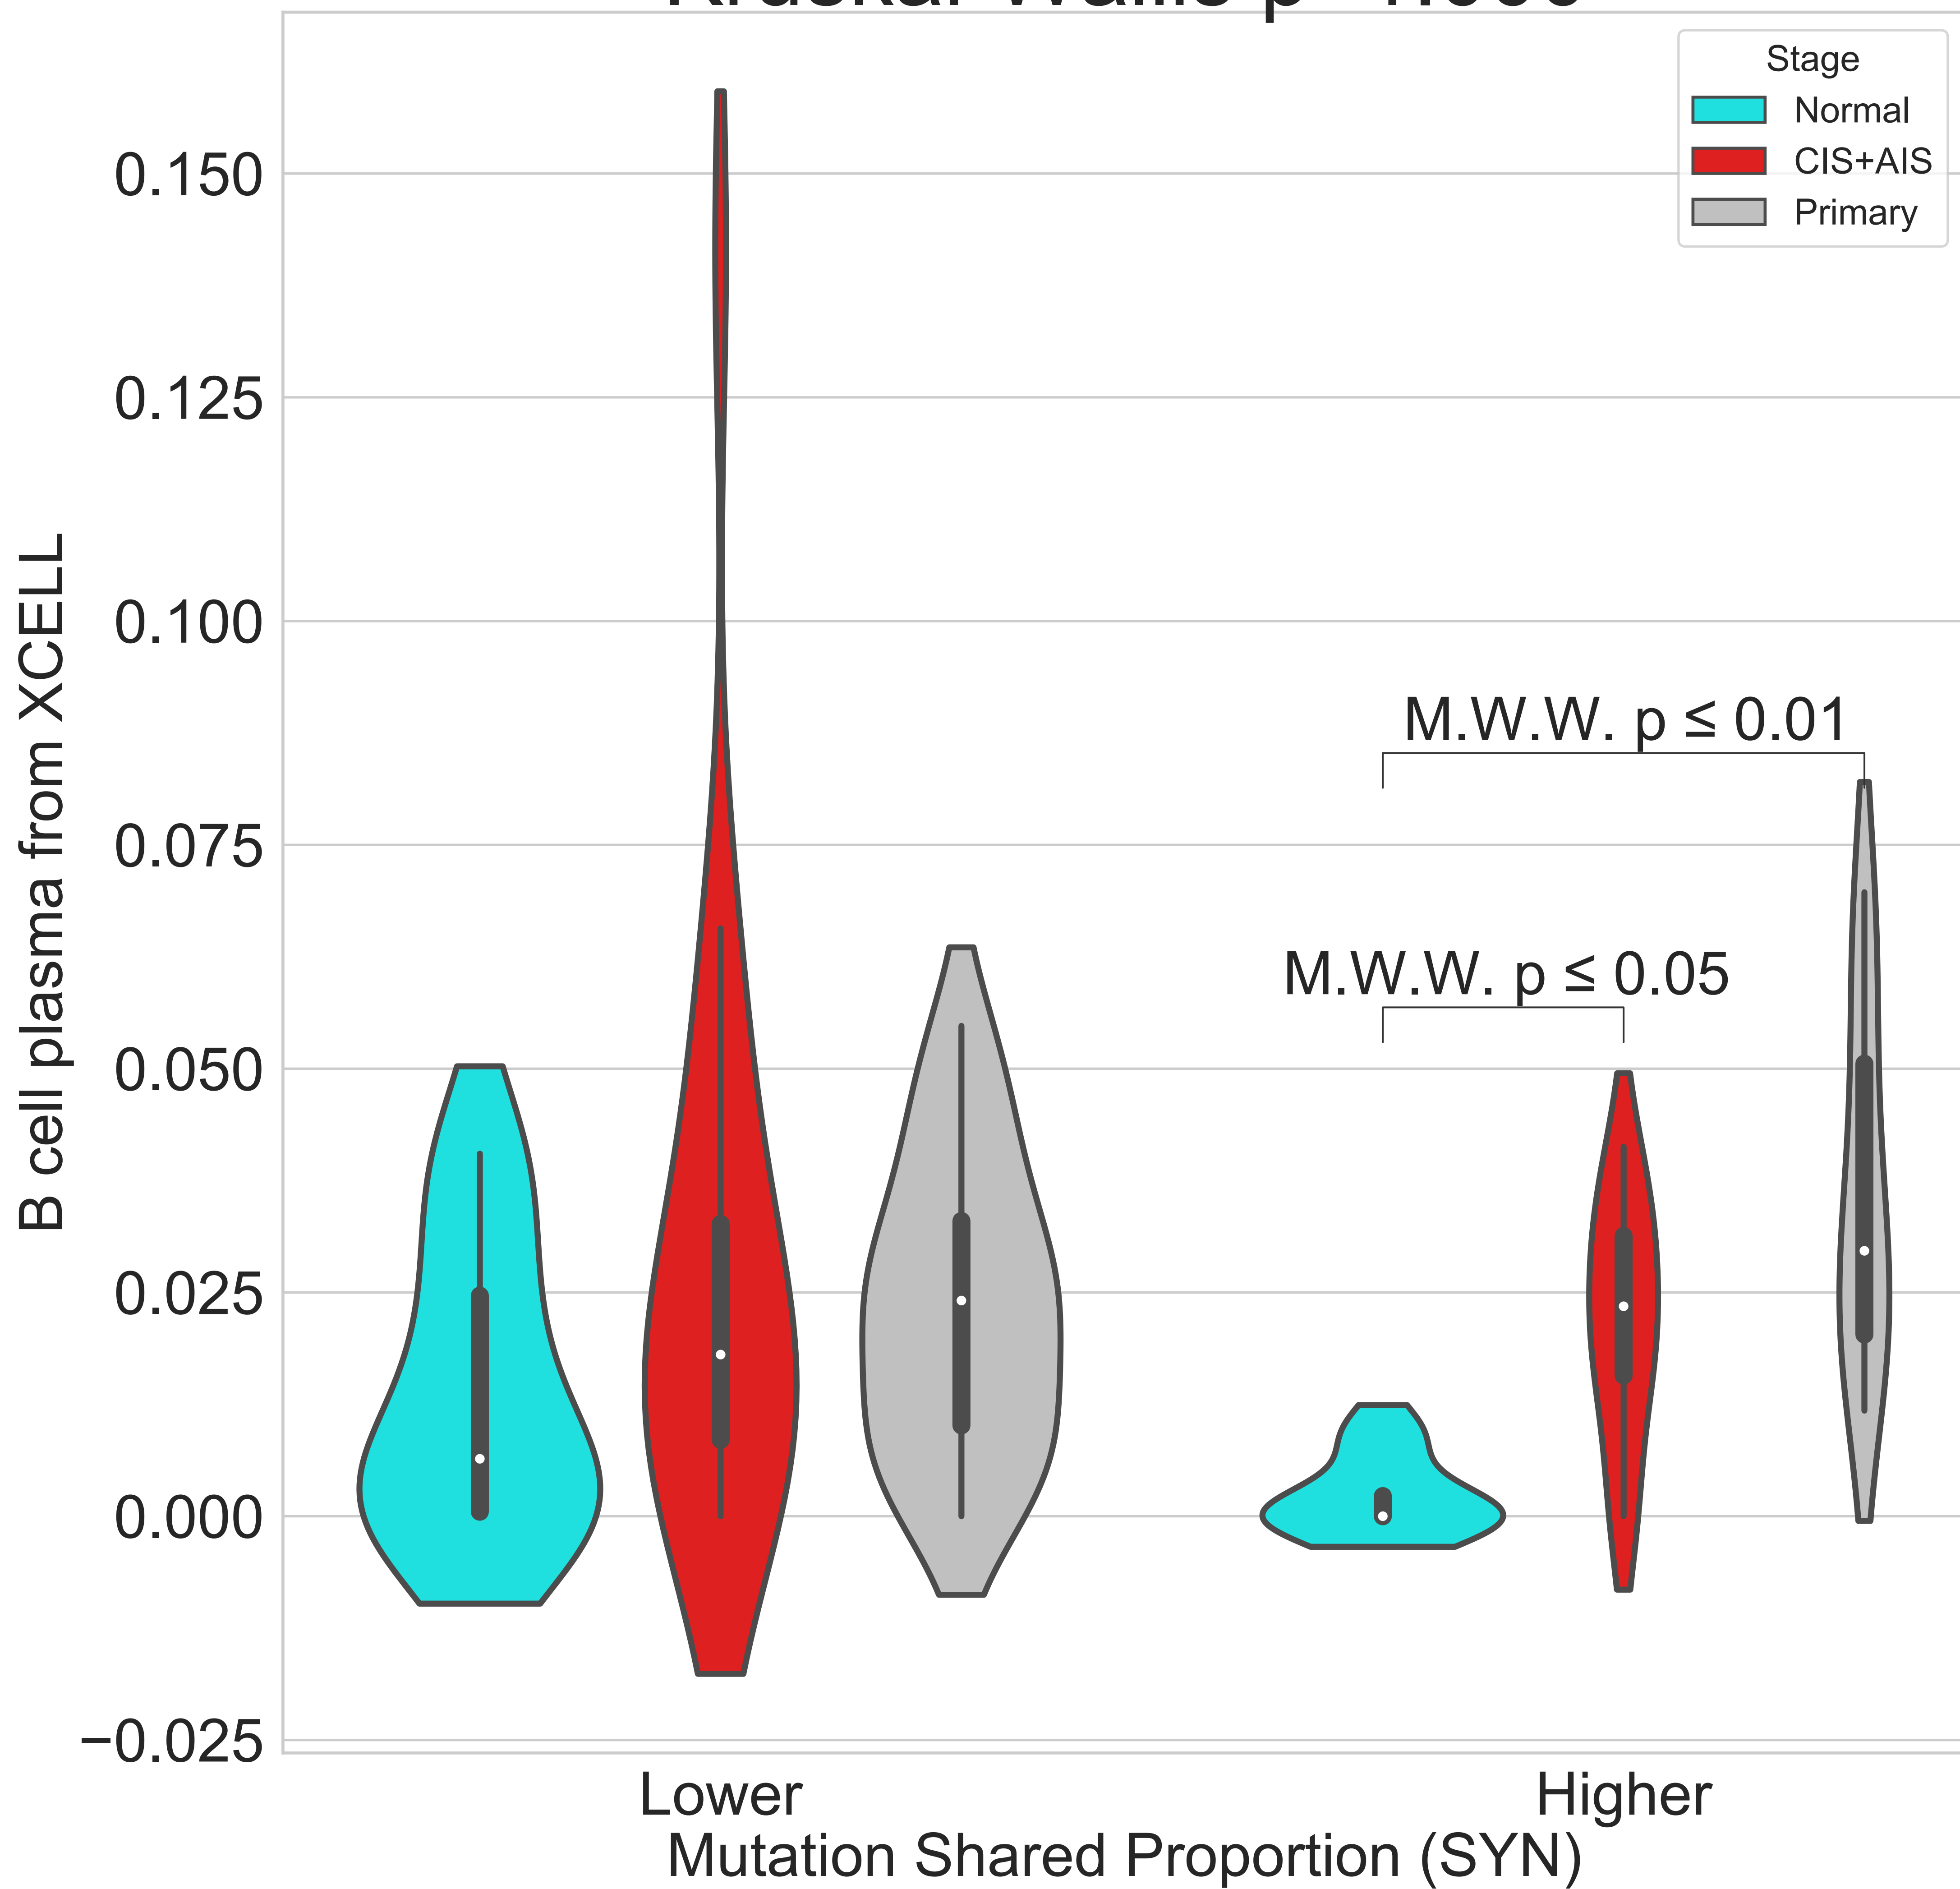 Stage
Normal
CIS+AIS
Primary
0.150
0.125
0.100
0.075
0.050
0.025
0.000
−0.025
B cell plasma from XCELL
M.W.W. p ≤ 0.01
M.W.W. p ≤ 0.05
Lower
Higher
Mutation Shared Proportion (SYN)